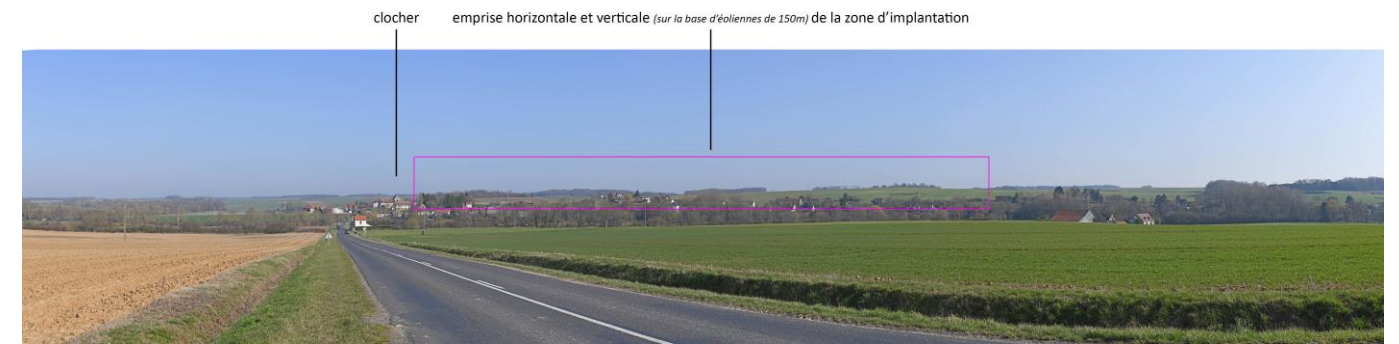 clocher emprise horizontale et verticale (sur la base d'éoliennes de 150m) de la zone d'implantation